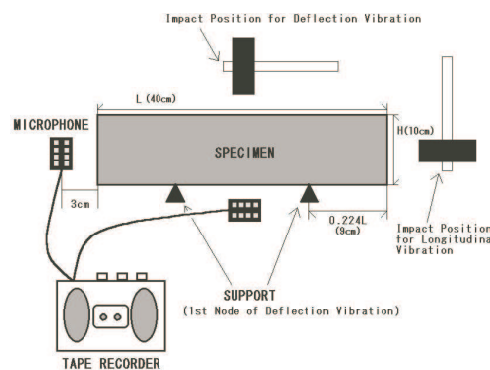 Impact Position for Deflection Vibration
L (40cm)
MICROPHONE
H(10cm)
SPECIMEN
3cm
0.224L
(9cm)
Impact Position
for Longitudinal
Vibration
SUPPORT
(1st Node of Deflection Vibration)
TAPE RECORDER